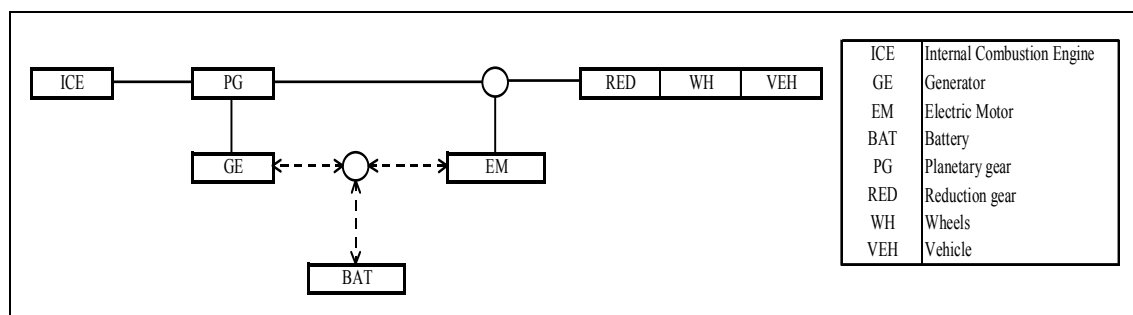 ICE
PG
RED WH VEH
GE
EM
BAT
ICE Internal Combustion Engine
GE Generator
EM Electric Motor
BAT Battery
PG Planetary gear
RED Reduction gear
WH Wheels
VEH Vehicle